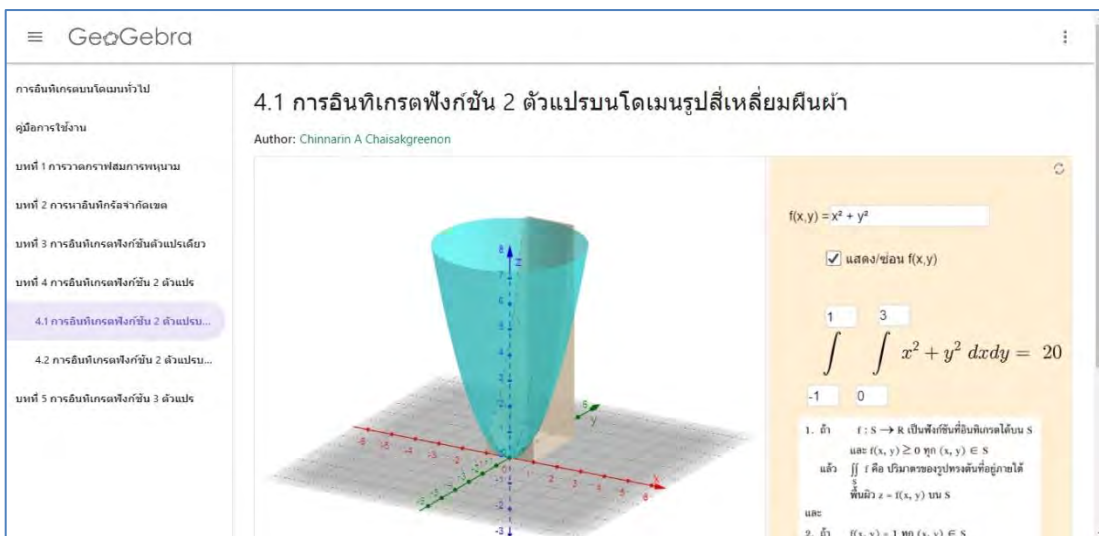 GeoGebra
การอินทิเกรตบนโดเมนทั่วไป
คู่มือการใช้งาน
บทที่ 1 การวาดกราฟสมการพหุนาม
บทที่ 2 การหาอินทิกรัลจำกัดเขต
บทที่ 3 การอินทิเกรตฟังก์ชันตัวแปรเดียว
บทที่ 4 การอินทิเกรตฟังก์ชัน 2 ตัวแปร
4.1 การอินทิเกรตฟังก์ชัน 2 ตัวแปรบ...
4.2 การอินทิเกรตฟังก์ชัน 2 ตัวแปรบ...
บทที่ 5 การอินทิเกรตฟังก์ชัน 3 ตัวแปร
4.1 การอินทิเกรตฟังก์ชัน 2 ตัวแปรบนโดเมนรูปสี่เหลี่ยมผืนผ้า
Author: Chinnarin A Chaisakgreenon
f(x,y) = x² + y²
แสดง/ซ่อน f(x,y)
1 3
∫ ∫ x² + y² dxdy = 20
-1 0
1. ถ้า f : S → R เป็นฟังก์ชันที่อินทิเกรตได้บน S
และ f(x, y) ≥ 0 ทุก (x, y) ∈ S
แล้ว ∬ f คือ ปริมาตรของรูปทรงตันที่อยู่ภายใต้
S
พื้นผิว z = f(x, y) บน S
และ
2. ถ้า f(x, y) = 1 ทุก (x, y) ∈ S